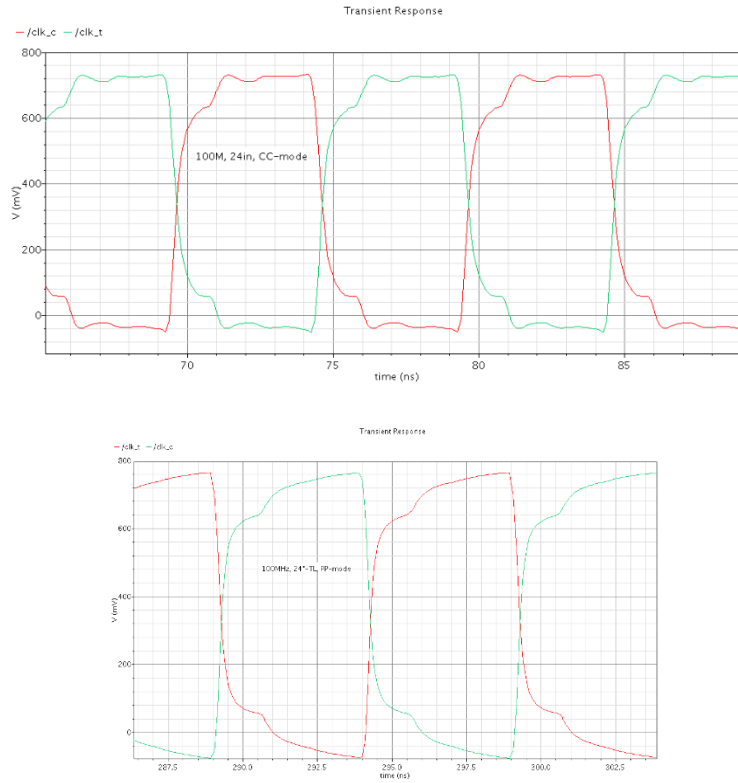 Transient Response
/clk_c /clk_t
800
600
100M, 24in, CC-mode
400
V (mV)
200
0
70 75 80 85
time (ns)
Transient Response
/clk_t /clk_c
800
600
100MHz, 24"-TL, PP-mode
400
V (mV)
200
0
287.5 290.0 292.5 295.0 297.5 300.0 302.5
time (ns)